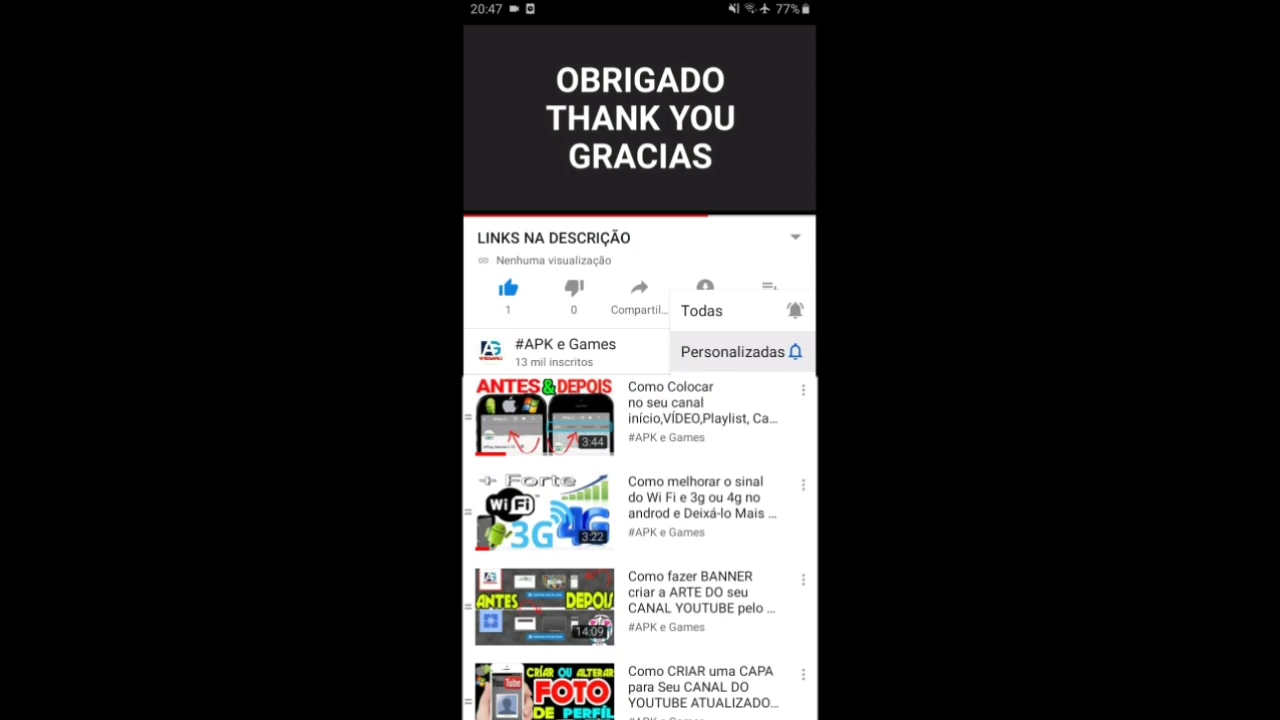 20:47
77%
OBRIGADO
THANK YOU
GRACIAS
LINKS NA DESCRIÇÃO
Nenhuma visualização
1
0
Compartil...
Todas
Personalizadas
#APK e Games
13 mil inscritos
ANTES & DEPOIS
3:44
Como Colocar
no seu canal
início,VÍDEO,Playlist, Ca...
#APK e Games
+ Forte
Wi Fi
3G 4G
3:22
Como melhorar o sinal
do Wi Fi e 3g ou 4g no
androd e Deixá-lo Mais ...
#APK e Games
ANTES DEPOIS
14:09
Como fazer BANNER
criar a ARTE DO seu
CANAL YOUTUBE pelo ...
#APK e Games
CRIAR OU ALTERAR
FOTO
DE PERFÍL
Como CRIAR uma CAPA
para Seu CANAL DO
YOUTUBE ATUALIZADO...
#APK e Games